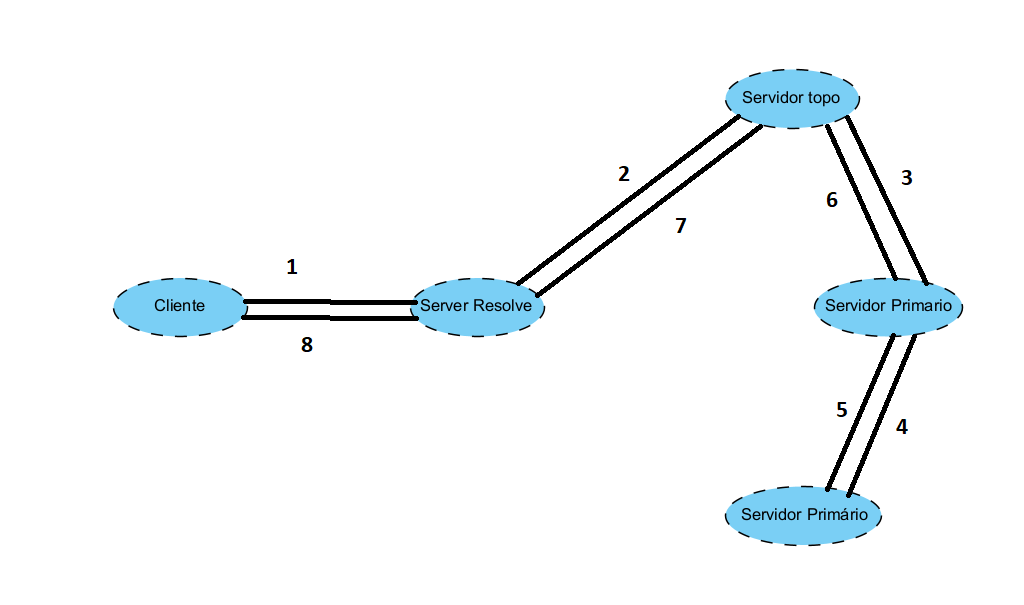 Servidor topo
2
3
6
7
1
Cliente
Server Resolve
Servidor Primario
8
5
4
Servidor Primário